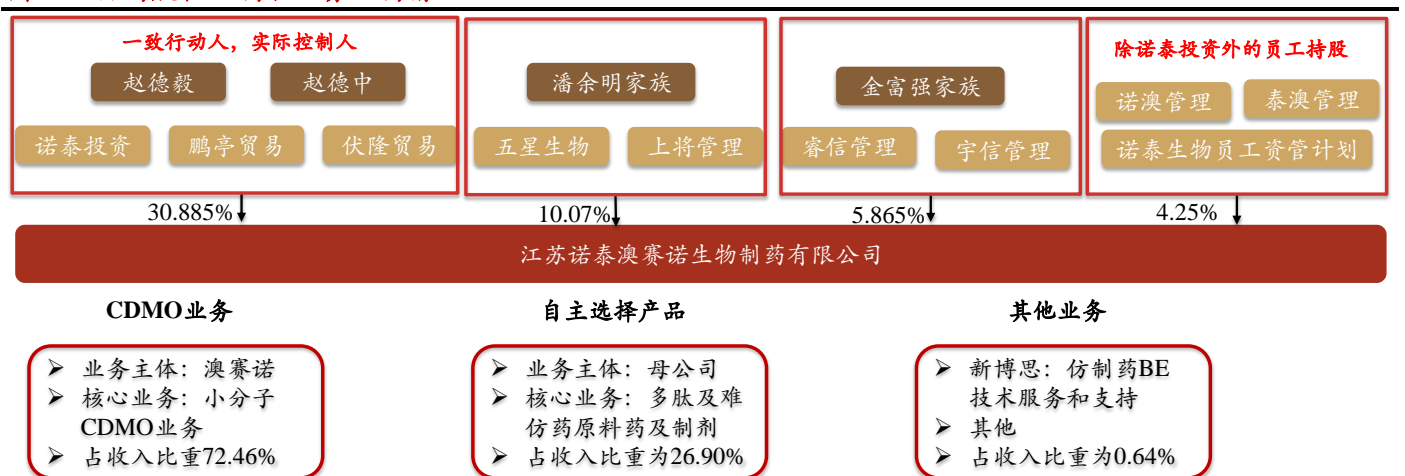 一致行动人，实际控制人
赵德毅
赵德中
诺泰投资
鹏亭贸易
伏隆贸易
潘余明家族
五星生物
上将管理
金富强家族
睿信管理
宇信管理
除诺泰投资外的员工持股
诺澳管理
泰澳管理
诺泰生物员工资管计划
30.885%
10.07%
5.865%
4.25%
江苏诺泰澳赛诺生物制药有限公司
CDMO业务
➢ 业务主体：澳赛诺
➢ 核心业务：小分子
CDMO业务
➢ 占收入比重72.46%
自主选择产品
➢ 业务主体：母公司
➢ 核心业务：多肽及难
仿药原料药及制剂
➢ 占收入比重为26.90%
其他业务
➢ 新博思：仿制药BE
技术服务和支持
➢ 其他
➢ 占收入比重为0.64%